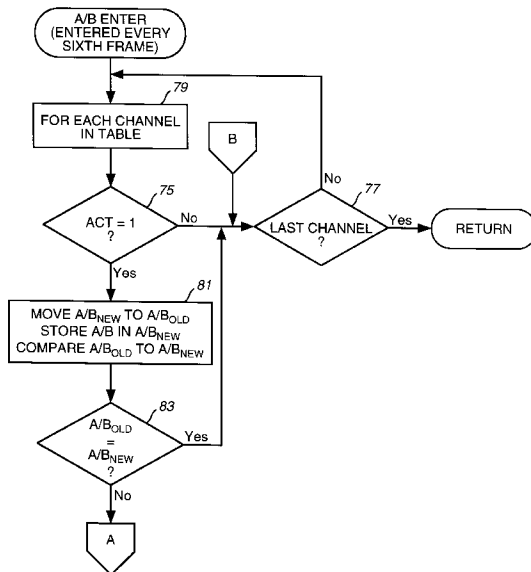 A/B ENTER
(ENTERED EVERY
SIXTH FRAME)
79
FOR EACH CHANNEL
IN TABLE
B
75
ACT = 1
?
No
Yes
77
LAST CHANNEL
?
No
Yes
RETURN
81
MOVE A/BNEW TO A/BOLD
STORE A/B IN A/BNEW
COMPARE A/BOLD TO A/BNEW
83
A/BOLD
=
A/BNEW
?
Yes
No
A